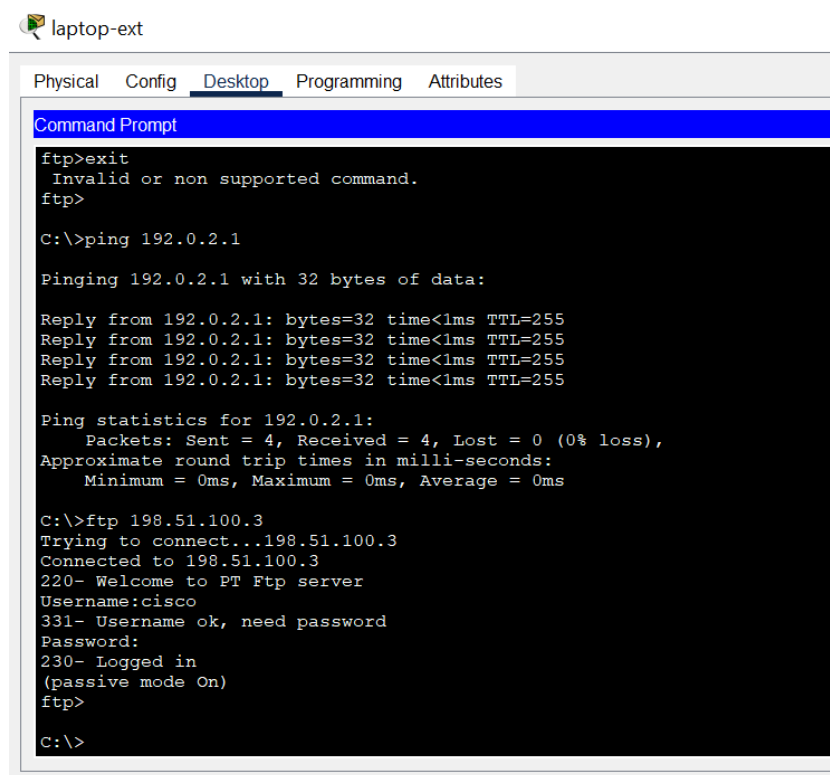 laptop-ext
Physical Config Desktop Programming Attributes
Command Prompt
ftp>exit
Invalid or non supported command.
ftp>
C:\>ping 192.0.2.1
Pinging 192.0.2.1 with 32 bytes of data:
Reply from 192.0.2.1: bytes=32 time<1ms TTL=255
Reply from 192.0.2.1: bytes=32 time<1ms TTL=255
Reply from 192.0.2.1: bytes=32 time<1ms TTL=255
Reply from 192.0.2.1: bytes=32 time<1ms TTL=255
Ping statistics for 192.0.2.1:
Packets: Sent = 4, Received = 4, Lost = 0 (0% loss),
Approximate round trip times in milli-seconds:
Minimum = 0ms, Maximum = 0ms, Average = 0ms
C:\>ftp 198.51.100.3
Trying to connect...198.51.100.3
Connected to 198.51.100.3
220- Welcome to PT Ftp server
Username:cisco
331- Username ok, need password
Password:
230- Logged in
(passive mode On)
ftp>
C:\>